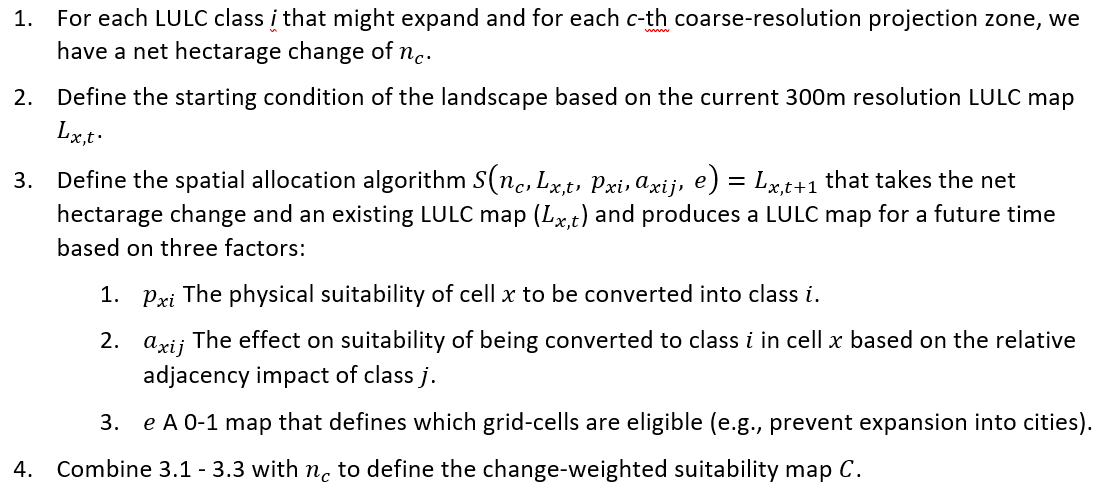 1. For each LULC class i that might expand and for each c-th coarse-resolution projection zone, we
have a net hectarage change of n_c.
2. Define the starting condition of the landscape based on the current 300m resolution LULC map
L_{x,t}.
3. Define the spatial allocation algorithm S(n_c, L_{x,t}, p_{xi}, a_{xij}, e) = L_{x,t+1} that takes the net
hectarage change and an existing LULC map (L_{x,t}) and produces a LULC map for a future time
based on three factors:
1. p_{xi} The physical suitability of cell x to be converted into class i.
2. a_{xij} The effect on suitability of being converted to class i in cell x based on the relative
adjacency impact of class j.
3. e A 0-1 map that defines which grid-cells are eligible (e.g., prevent expansion into cities).
4. Combine 3.1 - 3.3 with n_c to define the change-weighted suitability map C.